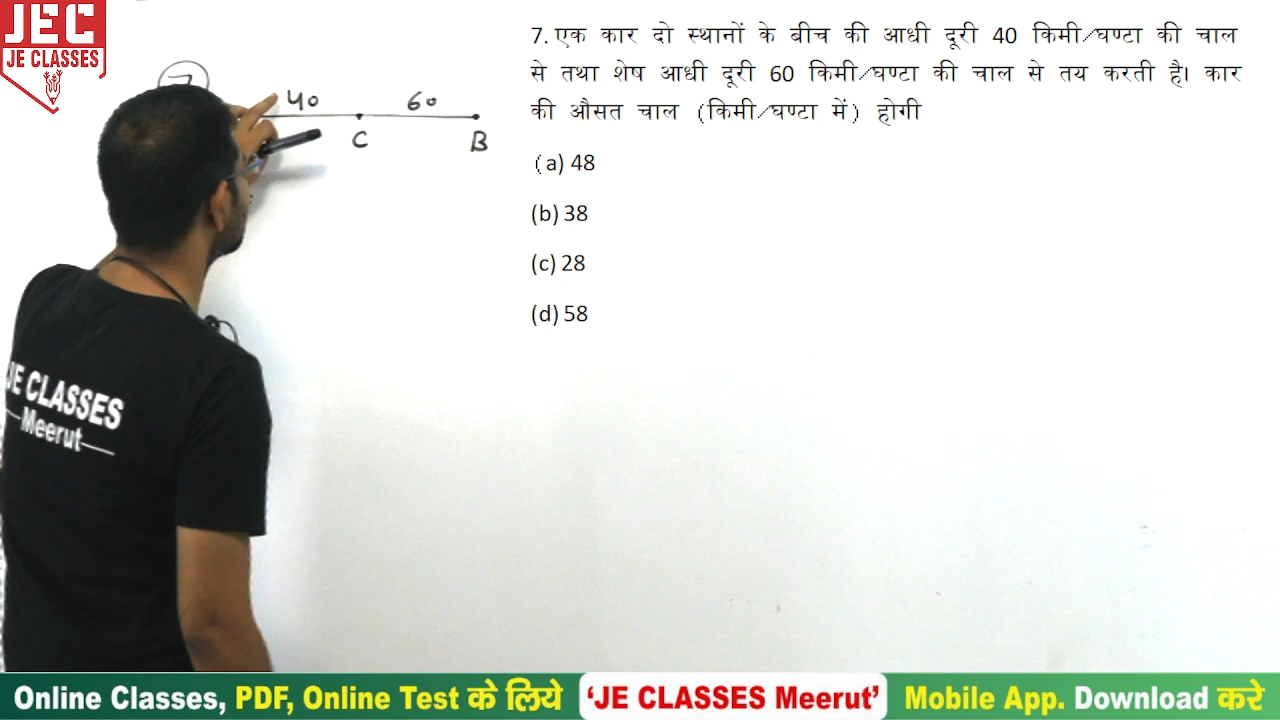 JEC
JE CLASSES
7
40 60
C B
7. एक कार दो स्थानों के बीच की आधी दूरी 40 किमी/घण्टा की चाल
से तथा शेष आधी दूरी 60 किमी/घण्टा की चाल से तय करती है। कार
की औसत चाल (किमी/घण्टा में) होगी
(a) 48
(b) 38
(c) 28
(d) 58
JE CLASSES
Meerut
Online Classes, PDF, Online Test के लिये 'JE CLASSES Meerut' Mobile App. Download करे